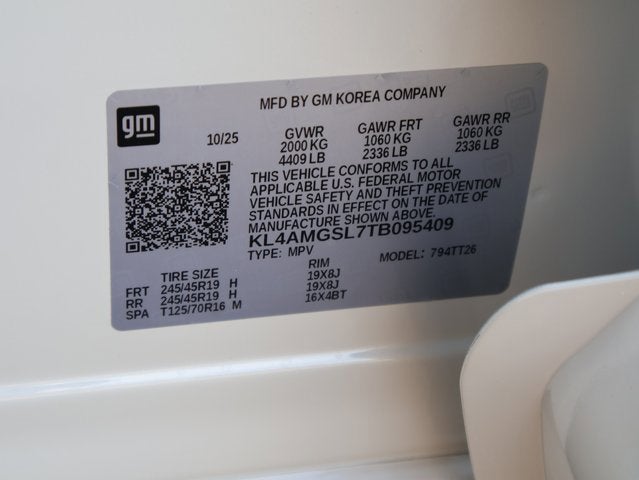 MFD BY GM KOREA COMPANY
gm
10/25 GVWR GAWR FRT GAWR RR
2000 KG 1060 KG 1060 KG
4409 LB 2336 LB 2336 LB
THIS VEHICLE CONFORMS TO ALL
APPLICABLE U.S. FEDERAL MOTOR
VEHICLE SAFETY AND THEFT PREVENTION
STANDARDS IN EFFECT ON THE DATE OF
MANUFACTURE SHOWN ABOVE.
KL4AMGSL7TB095409
TYPE: MPV MODEL: 794TT26
TIRE SIZE RIM
FRT 245/45R19 H 19X8J
RR 245/45R19 H 19X8J
SPA T125/70R16 M 16X4BT